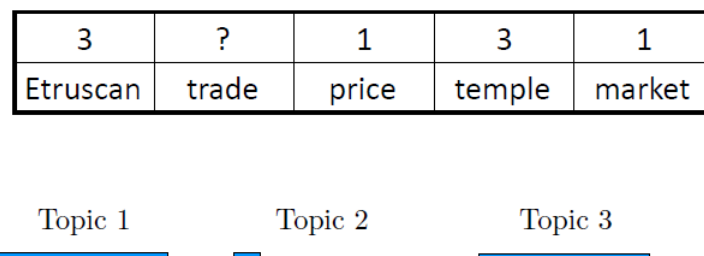 3 ? 1 3 1
Etruscan trade price temple market
Topic 1 Topic 2 Topic 3